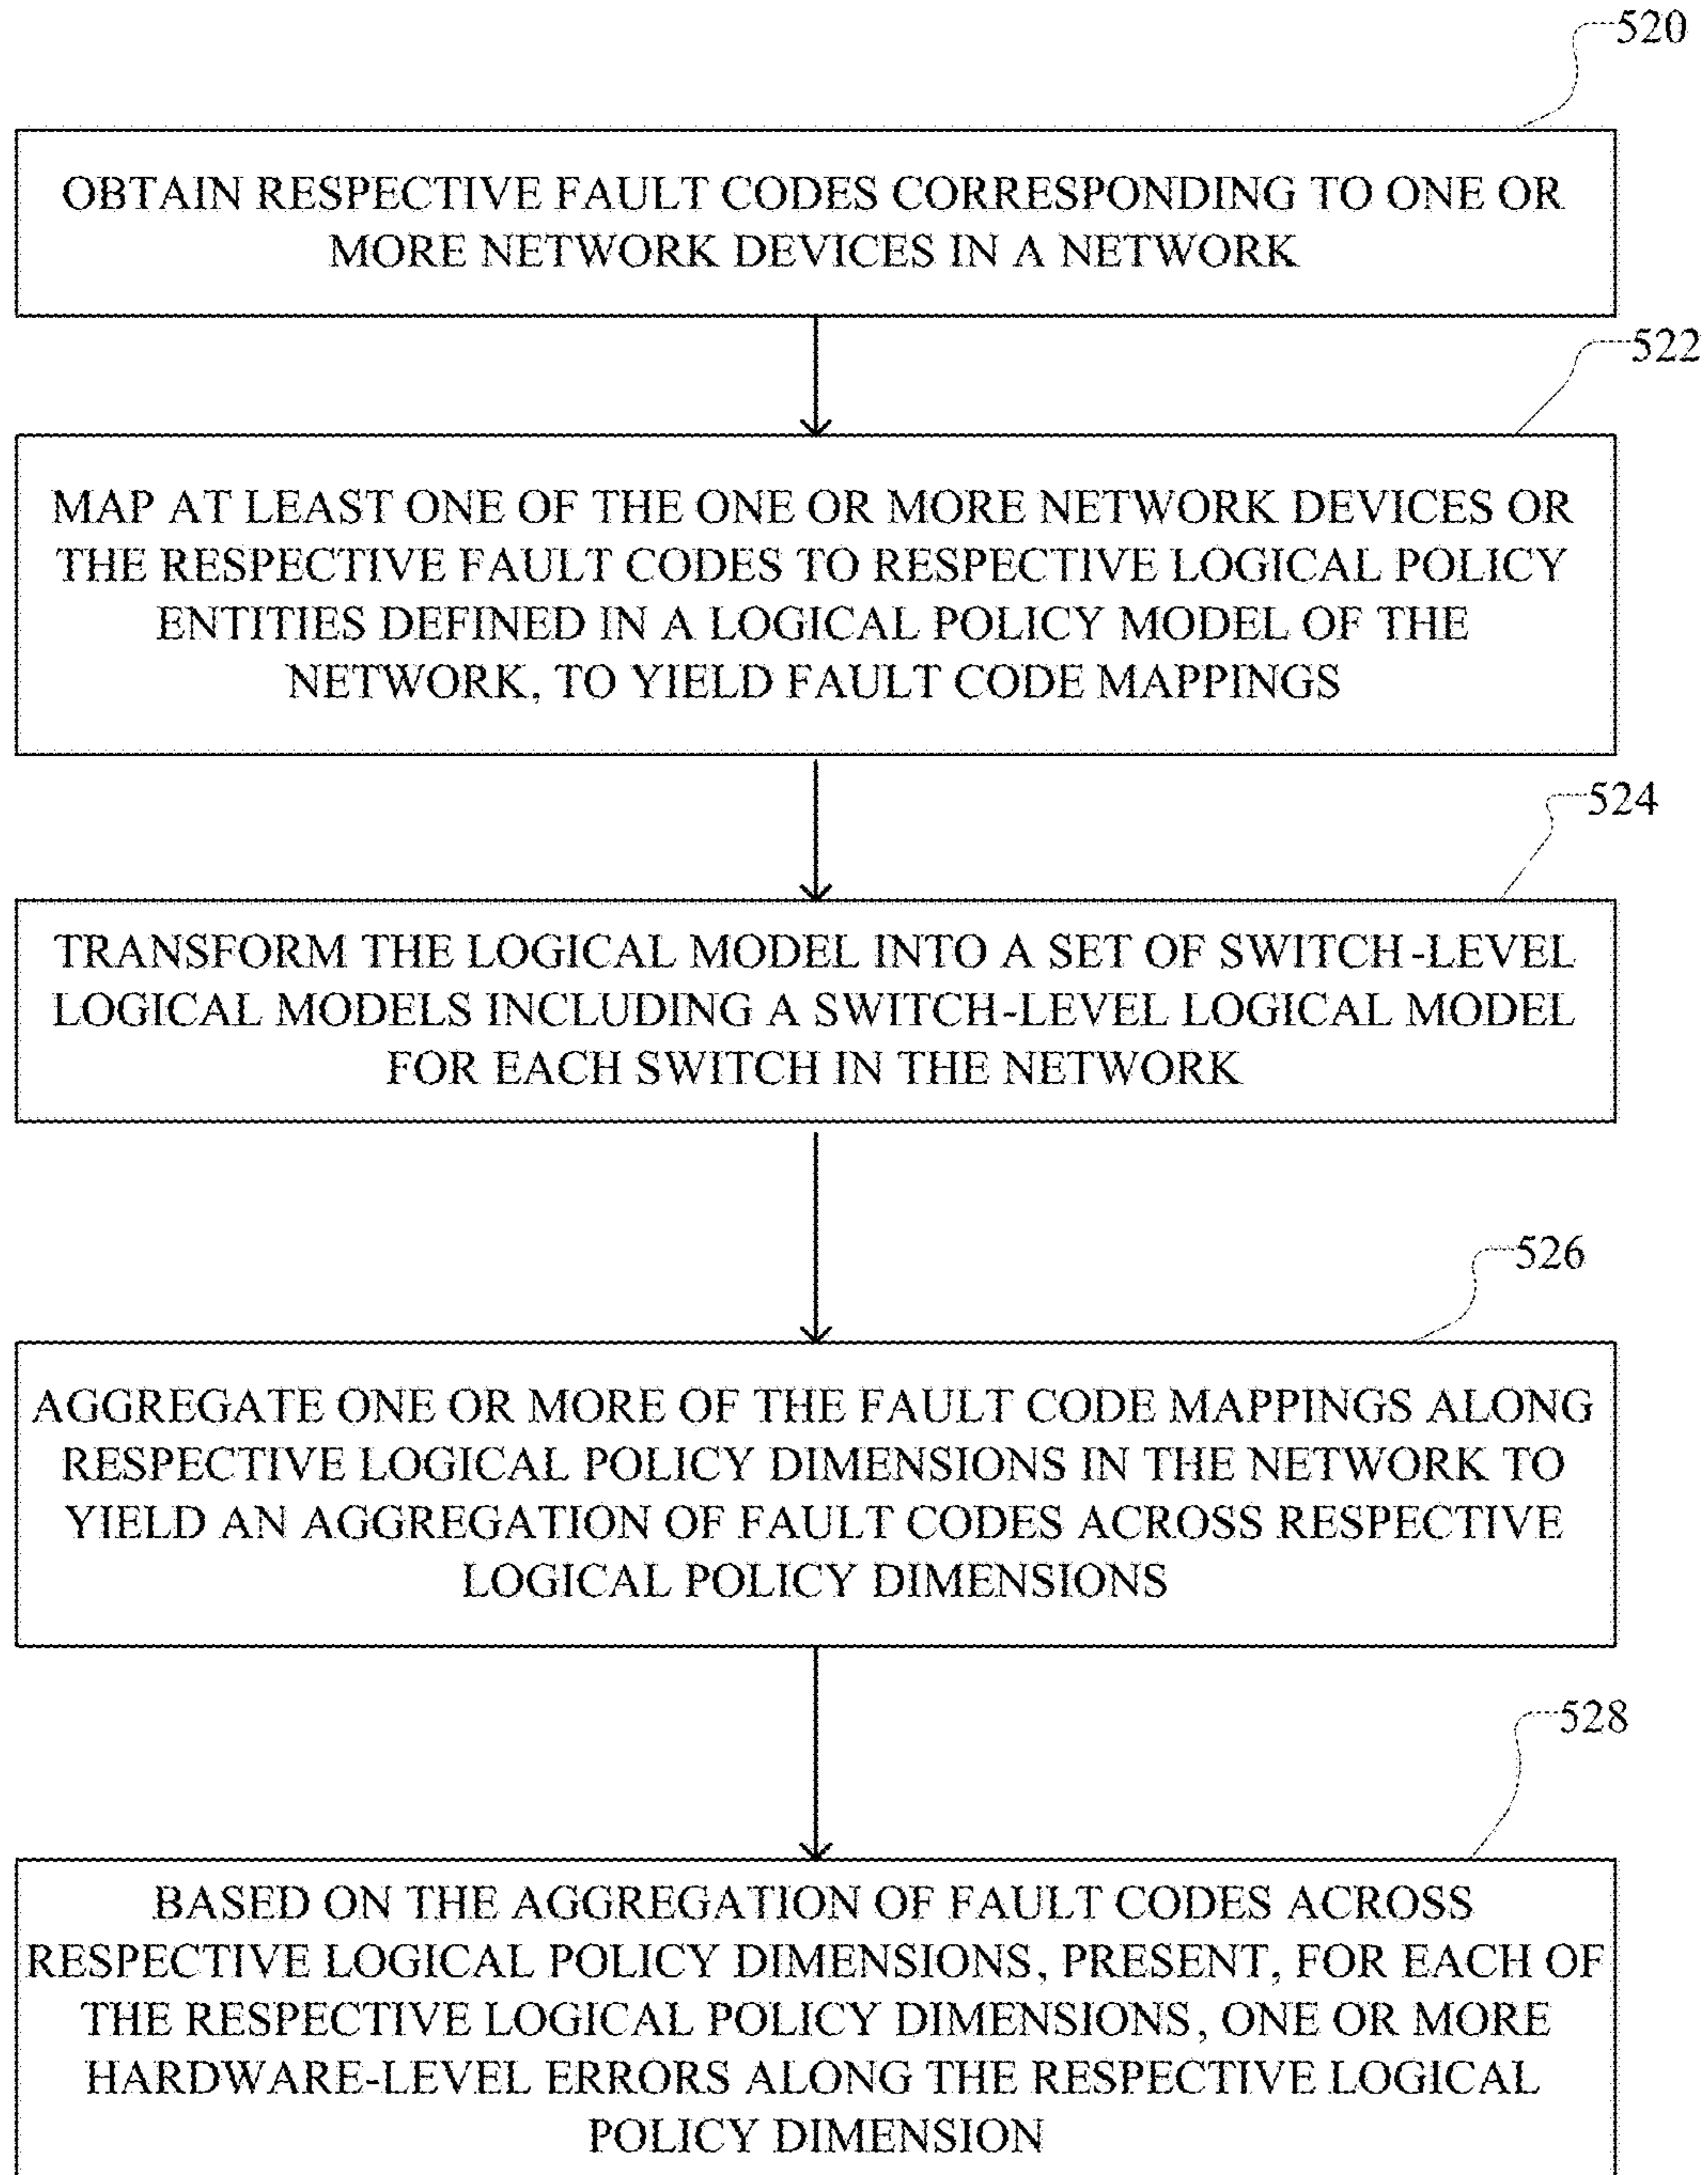 520
OBTAIN RESPECTIVE FAULT CODES CORRESPONDING TO ONE OR
MORE NETWORK DEVICES IN A NETWORK
522
MAP AT LEAST ONE OF THE ONE OR MORE NETWORK DEVICES OR
THE RESPECTIVE FAULT CODES TO RESPECTIVE LOGICAL POLICY
ENTITIES DEFINED IN A LOGICAL POLICY MODEL OF THE
NETWORK, TO YIELD FAULT CODE MAPPINGS
524
TRANSFORM THE LOGICAL MODEL INTO A SET OF SWITCH-LEVEL
LOGICAL MODELS INCLUDING A SWITCH-LEVEL LOGICAL MODEL
FOR EACH SWITCH IN THE NETWORK
526
AGGREGATE ONE OR MORE OF THE FAULT CODE MAPPINGS ALONG
RESPECTIVE LOGICAL POLICY DIMENSIONS IN THE NETWORK TO
YIELD AN AGGREGATION OF FAULT CODES ACROSS RESPECTIVE
LOGICAL POLICY DIMENSIONS
528
BASED ON THE AGGREGATION OF FAULT CODES ACROSS
RESPECTIVE LOGICAL POLICY DIMENSIONS, PRESENT, FOR EACH OF
THE RESPECTIVE LOGICAL POLICY DIMENSIONS, ONE OR MORE
HARDWARE-LEVEL ERRORS ALONG THE RESPECTIVE LOGICAL
POLICY DIMENSION